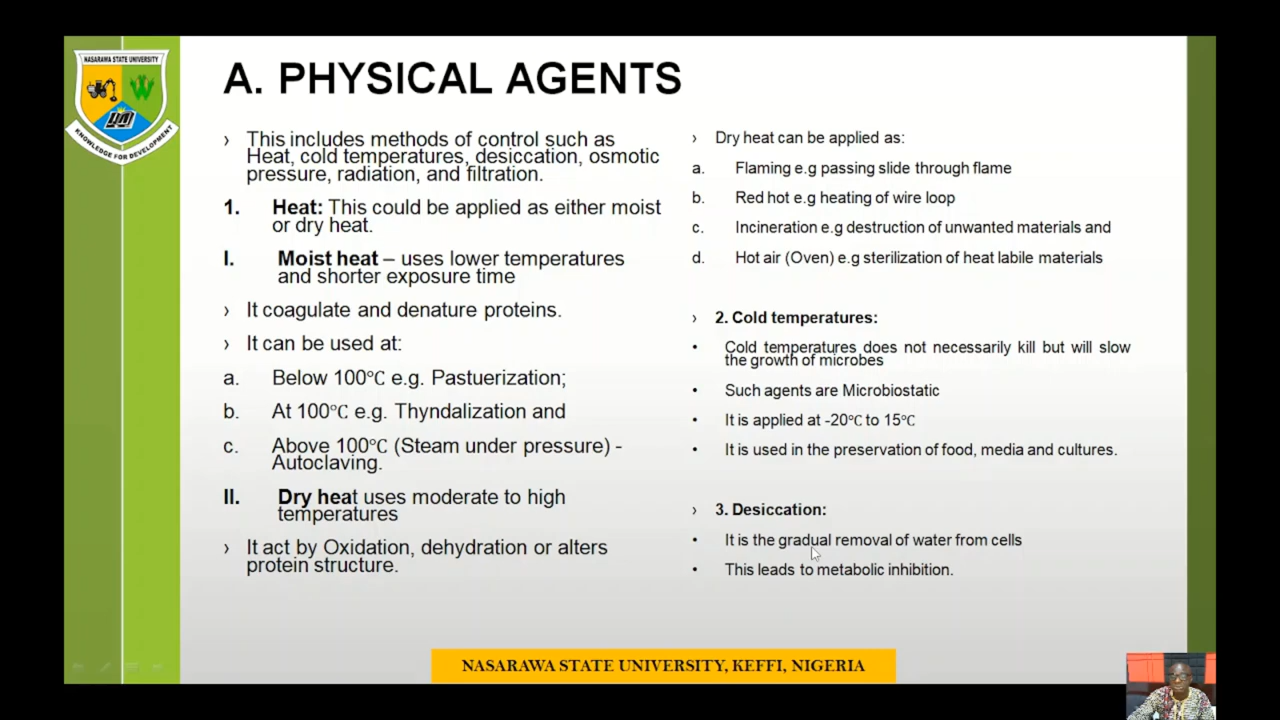 NASARAWA STATE UNIVERSITY
KNOWLEDGE FOR DEVELOPMENT
A. PHYSICAL AGENTS
› This includes methods of control such as
Heat, cold temperatures, desiccation, osmotic
pressure, radiation, and filtration.
1. Heat: This could be applied as either moist
or dry heat.
I. Moist heat – uses lower temperatures
and shorter exposure time
› It coagulate and denature proteins.
› It can be used at:
a. Below 100℃ e.g. Pastuerization;
b. At 100℃ e.g. Thyndalization and
c. Above 100℃ (Steam under pressure) -
Autoclaving.
II. Dry heat uses moderate to high
temperatures
› It act by Oxidation, dehydration or alters
protein structure.
› Dry heat can be applied as:
a. Flaming e.g passing slide through flame
b. Red hot e.g heating of wire loop
c. Incineration e.g destruction of unwanted materials and
d. Hot air (Oven) e.g sterilization of heat labile materials
› 2. Cold temperatures:
• Cold temperatures does not necessarily kill but will slow
the growth of microbes
• Such agents are Microbiostatic
• It is applied at -20℃ to 15℃
• It is used in the preservation of food, media and cultures.
› 3. Desiccation:
• It is the gradual removal of water from cells
• This leads to metabolic inhibition.
NASARAWA STATE UNIVERSITY, KEFFI, NIGERIA